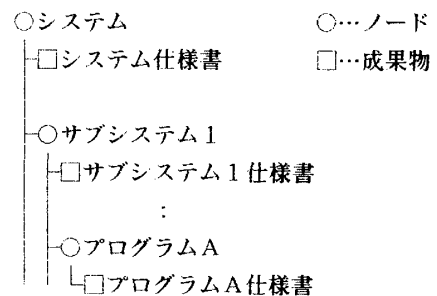 ○システム ○…ノード
□システム仕様書 □…成果物
○サブシステム1
□サブシステム1仕様書
:
○プログラムA
□プログラムA仕様書